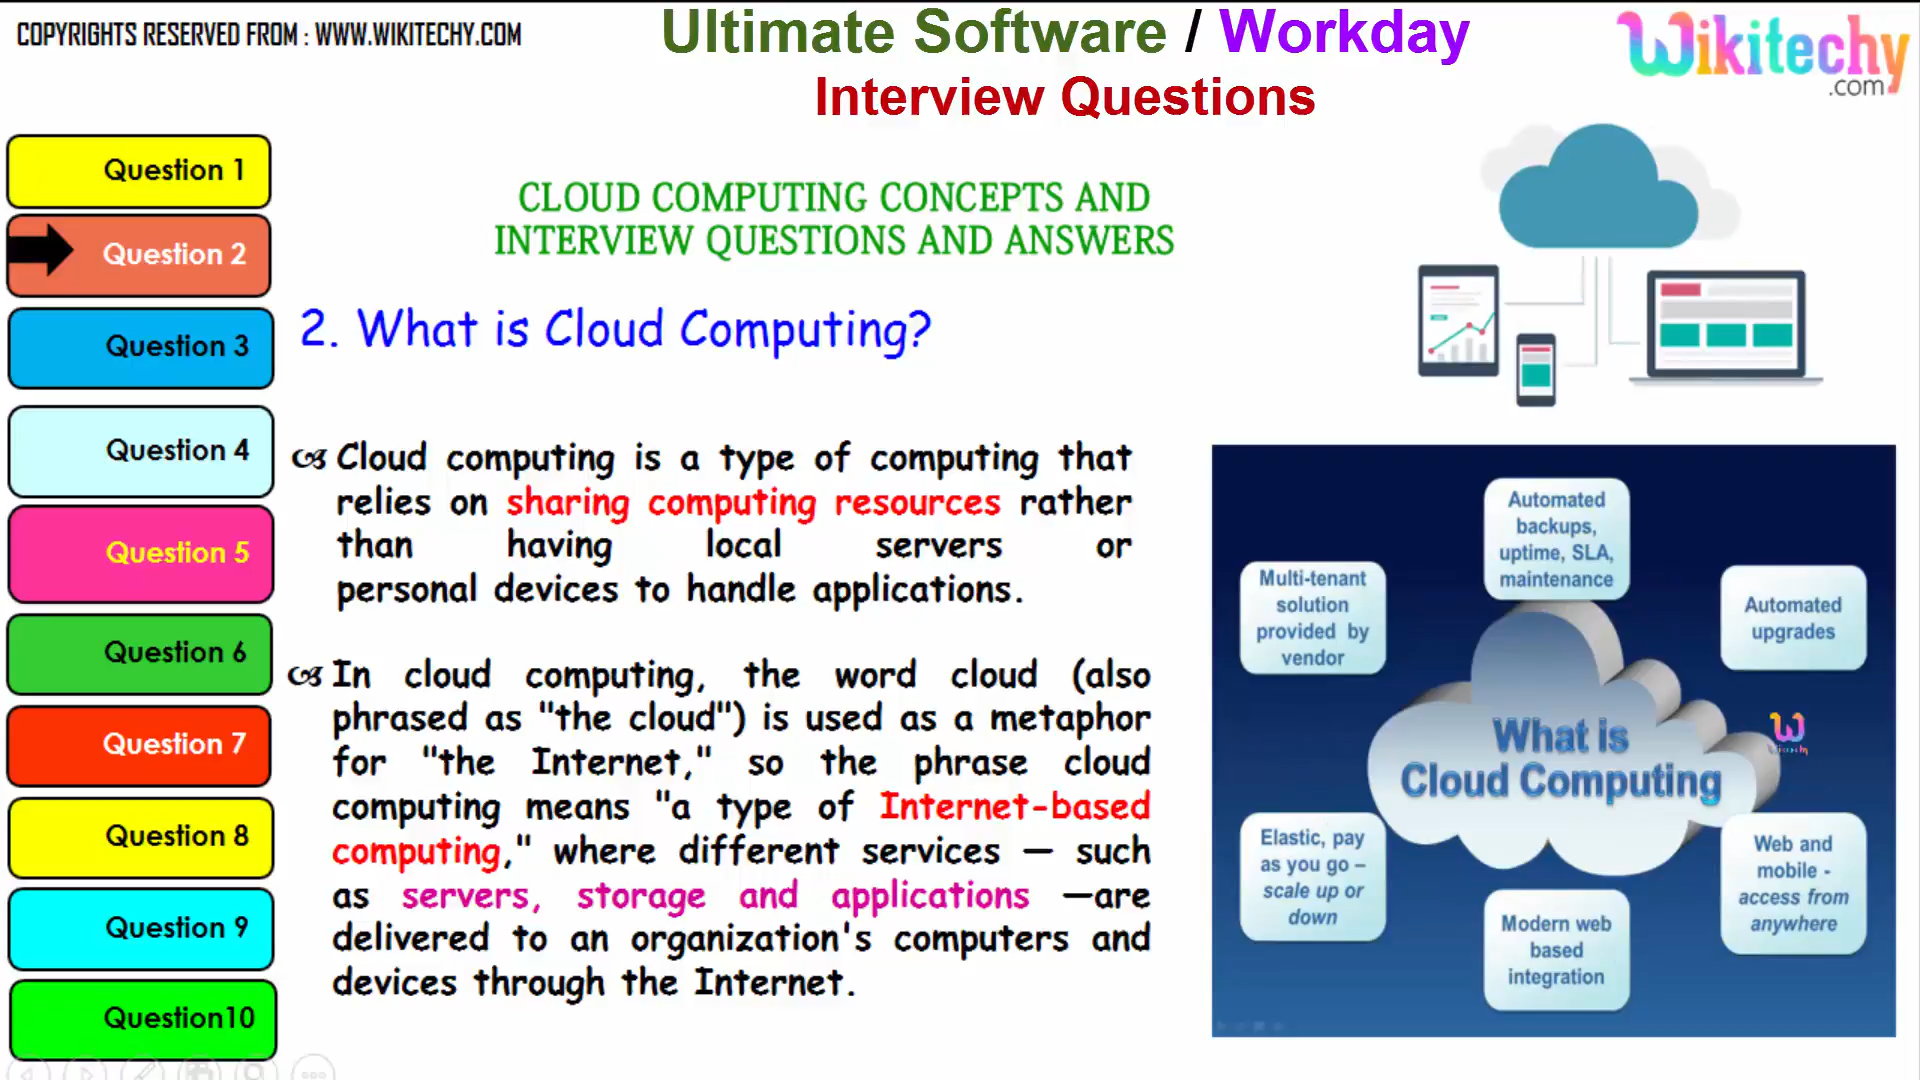 COPYRIGHTS RESERVED FROM : WWW.WIKITECHY.COM
Ultimate Software / Workday
Interview Questions
Wikitechy
.com
Question 1
Question 2
Question 3
Question 4
Question 5
Question 6
Question 7
Question 8
Question 9
Question10
CLOUD COMPUTING CONCEPTS AND
INTERVIEW QUESTIONS AND ANSWERS
2. What is Cloud Computing?
Cloud computing is a type of computing that
relies on sharing computing resources rather
than having local servers or
personal devices to handle applications.
In cloud computing, the word cloud (also
phrased as "the cloud") is used as a metaphor
for "the Internet," so the phrase cloud
computing means "a type of Internet-based
computing," where different services — such
as servers, storage and applications —are
delivered to an organization's computers and
devices through the Internet.
Automated
backups,
uptime, SLA,
maintenance
Multi-tenant
solution
provided by
vendor
Automated
upgrades
What is
Cloud Computing
Elastic, pay
as you go –
scale up or
down
Web and
mobile -
access from
anywhere
Modern web
based
integration